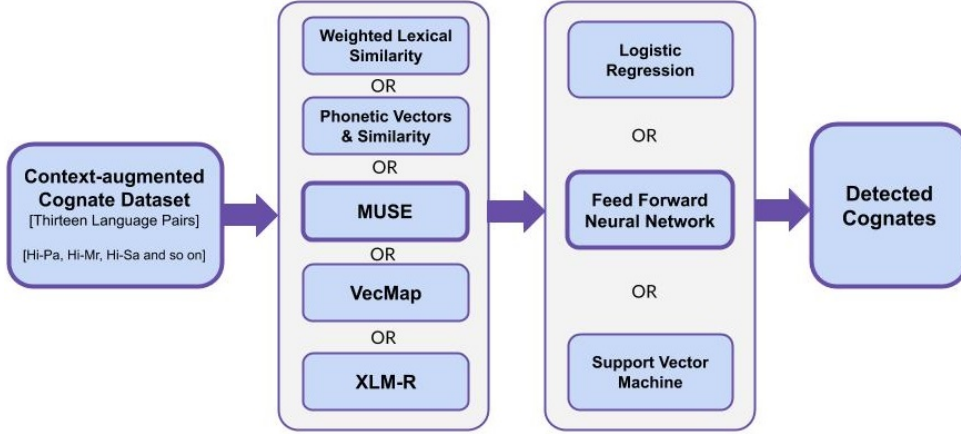 Context-augmented
Cognate Dataset
[Thirteen Language Pairs]
[Hi-Pa, Hi-Mr, Hi-Sa and so on]
Weighted Lexical
Similarity
OR
Phonetic Vectors
& Similarity
OR
MUSE
OR
VecMap
OR
XLM-R
Logistic
Regression
OR
Feed Forward
Neural Network
OR
Support Vector
Machine
Detected
Cognates